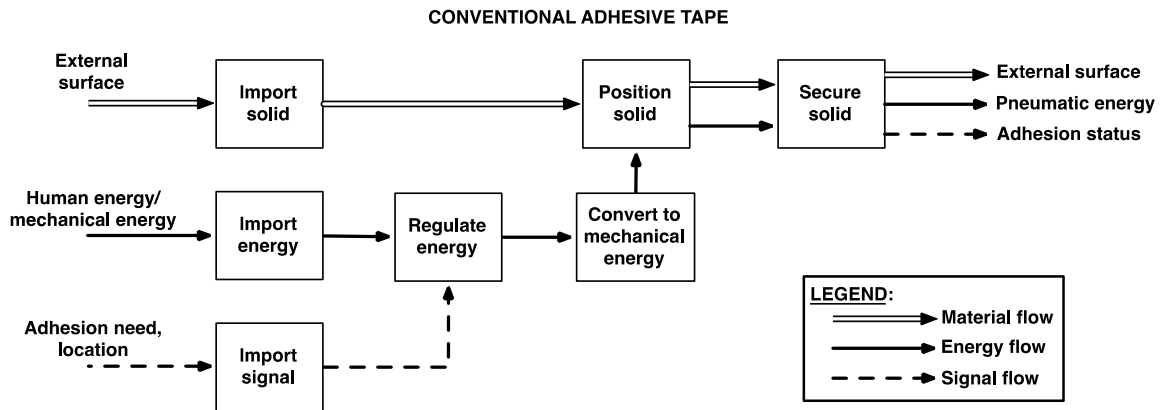 CONVENTIONAL ADHESIVE TAPE
External
surface
Import
solid
Position
solid
Secure
solid
External surface
Pneumatic energy
Adhesion status
Human energy/
mechanical energy
Import
energy
Regulate
energy
Convert to
mechanical
energy
Adhesion need,
location
Import
signal
LEGEND:
Material flow
Energy flow
Signal flow